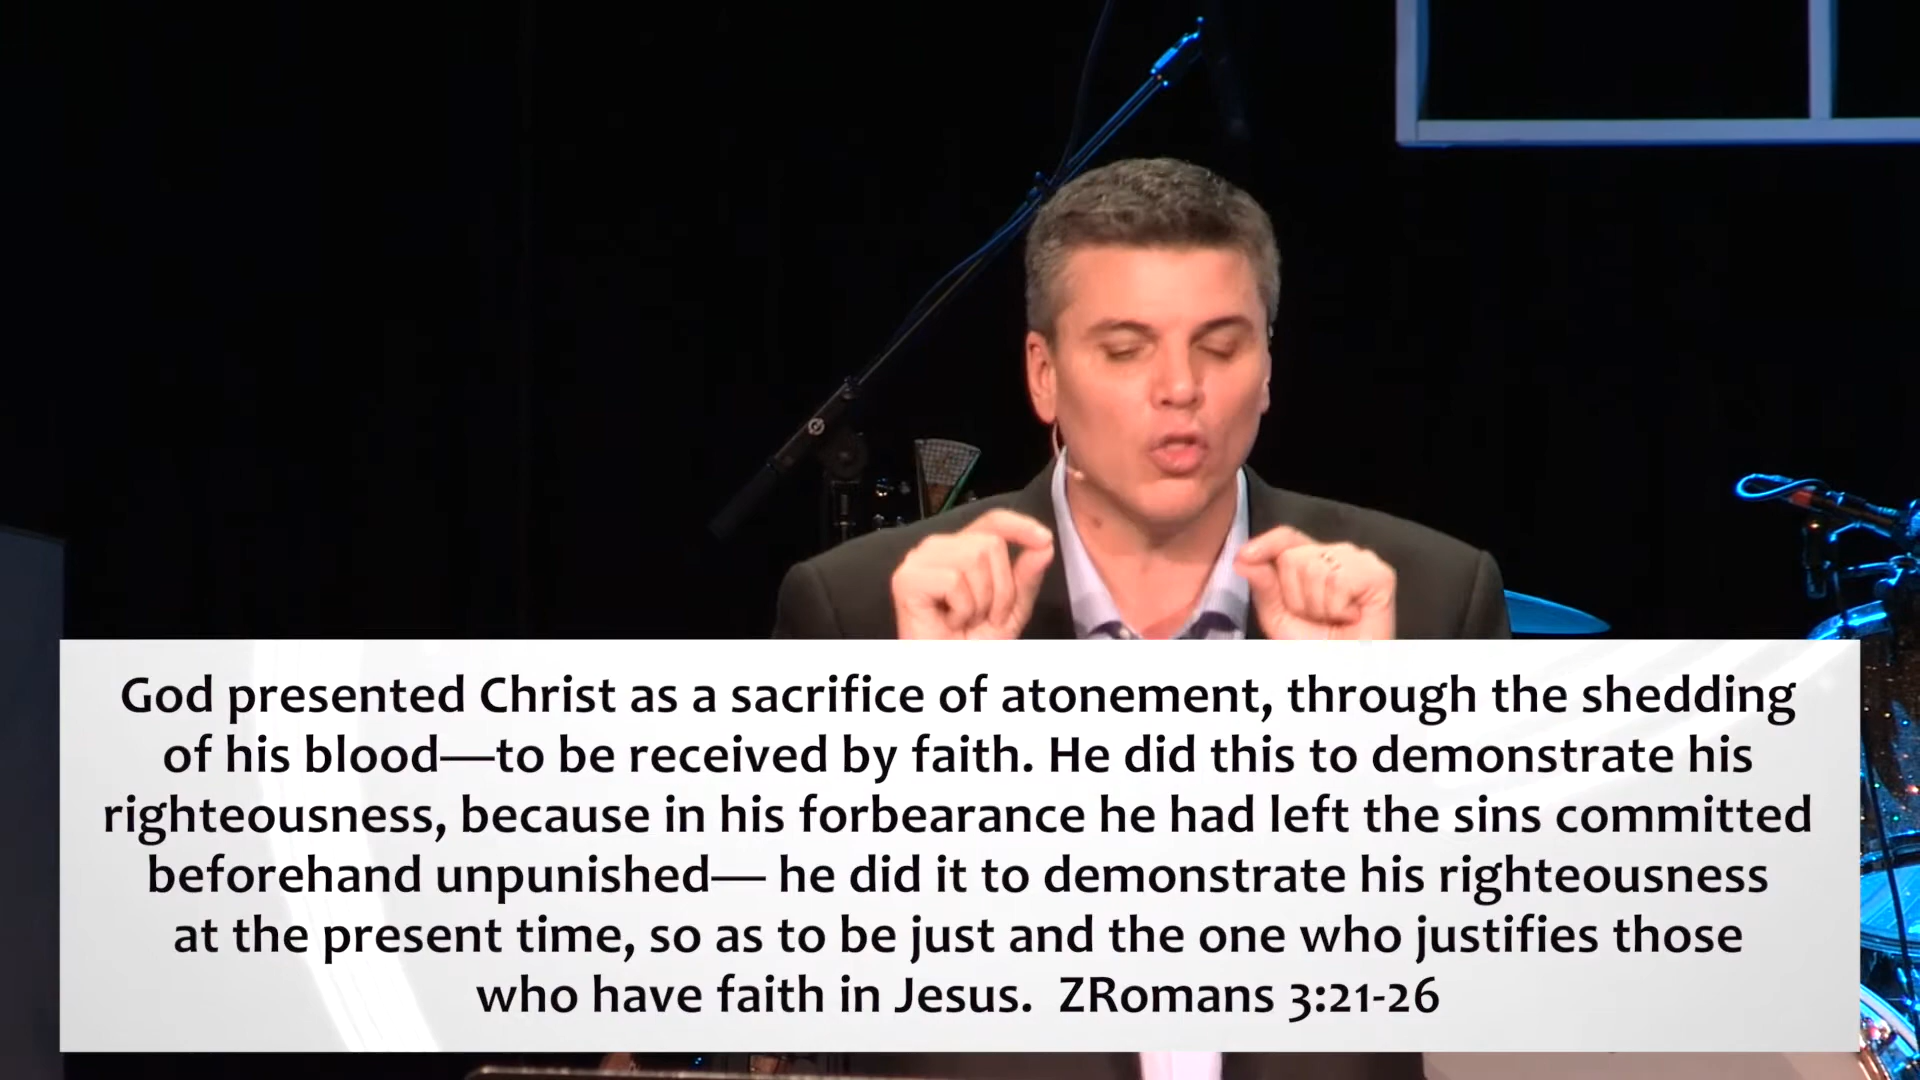 God presented Christ as a sacrifice of atonement, through the shedding
of his blood—to be received by faith. He did this to demonstrate his
righteousness, because in his forbearance he had left the sins committed
beforehand unpunished— he did it to demonstrate his righteousness
at the present time, so as to be just and the one who justifies those
who have faith in Jesus.  ZRomans 3:21-26